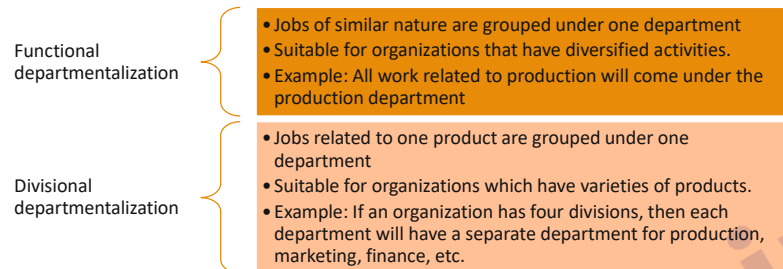 Functional
departmentalization
• Jobs of similar nature are grouped under one department
• Suitable for organizations that have diversified activities.
• Example: All work related to production will come under the
production department
Divisional
departmentalization
• Jobs related to one product are grouped under one
department
• Suitable for organizations which have varieties of products.
• Example: If an organization has four divisions, then each
department will have a separate department for production,
marketing, finance, etc.